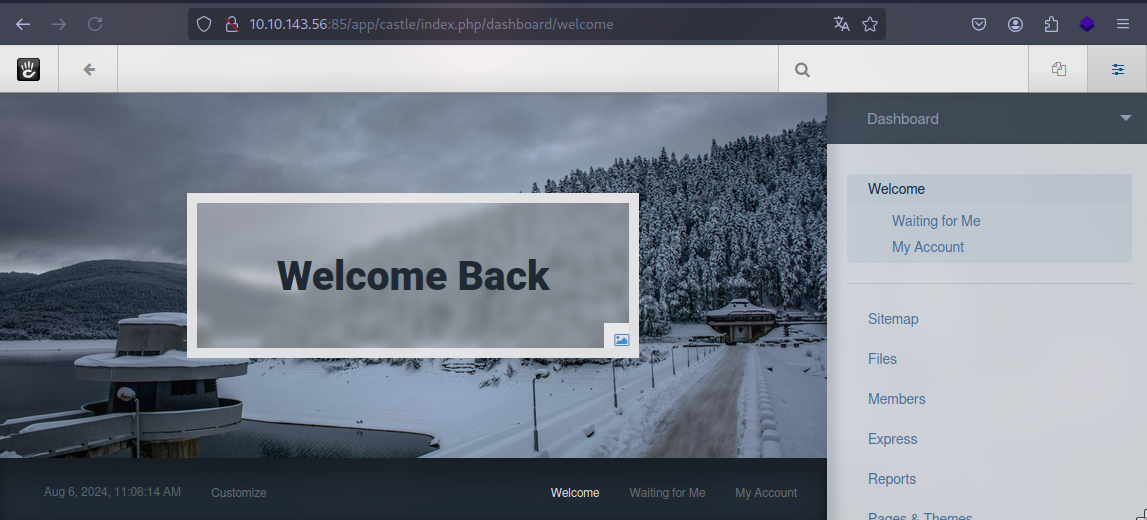 10.10.143.56:85/app/castle/index.php/dashboard/welcome
Dashboard
Welcome Back
Welcome
Waiting for Me
My Account
Sitemap
Files
Members
Express
Reports
Pages & Themes
Aug 6, 2024, 11:08:14 AM Customize Welcome Waiting for Me My Account